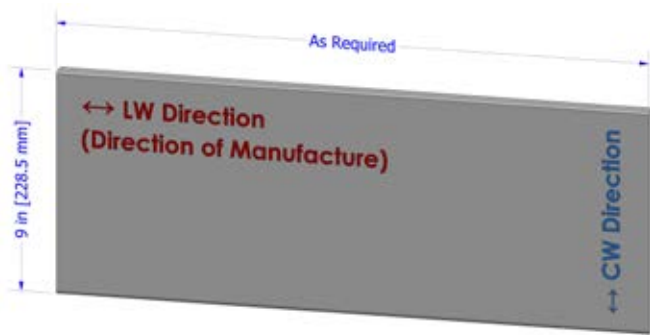 As Required
↔ LW Direction
(Direction of Manufacture)
9 in [228.5 mm]
↔ CW Direction